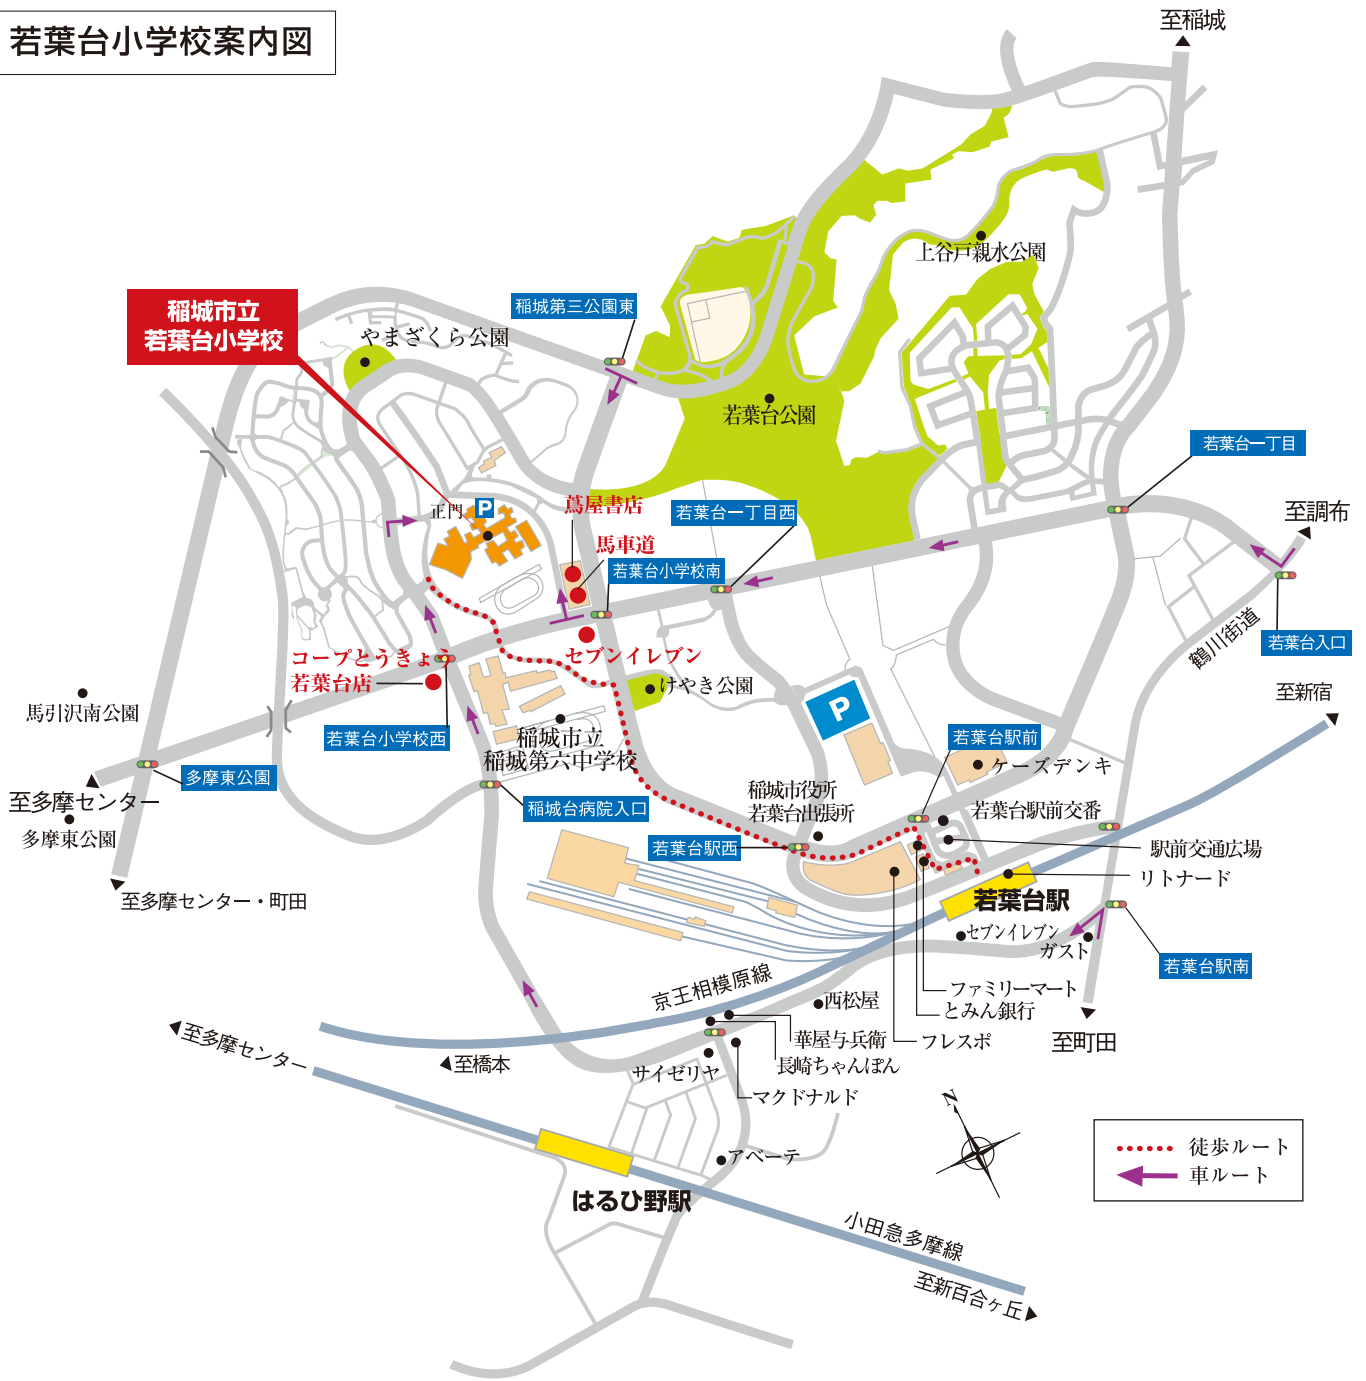 若葉台小学校案内図
至稲城
上谷戸親水公園
稲城第三公園東
稲城市立
若葉台小学校
やまざくら公園
若葉台公園
若葉台一丁目
正門
P
蔦屋書店
若葉台一丁目西
至調布
馬車道
若葉台小学校南
鶴川街道
若葉台入口
コープとうきょう
若葉台店
セブンイレブン
けやき公園
至新宿
馬引沢南公園
若葉台小学校西
稲城市立
稲城第六中学校
P
若葉台駅前
ケーズデンキ
多摩東公園
至多摩センター
多摩東公園
稲城台病院入口
稲城市役所
若葉台出張所
若葉台駅前交番
若葉台駅西
駅前交通広場
リトナード
至多摩センター・町田
若葉台駅
セブンイレブン
ガスト
若葉台駅南
京王相模原線
西松屋
ファミリーマート
とみん銀行
フレスポ
至町田
至多摩センター
至橋本
華屋与兵衛
長崎ちゃんぽん
サイゼリヤ
マクドナルド
N
アベーテ
徒歩ルート
車ルート
はるひ野駅
小田急多摩線
至新百合ヶ丘